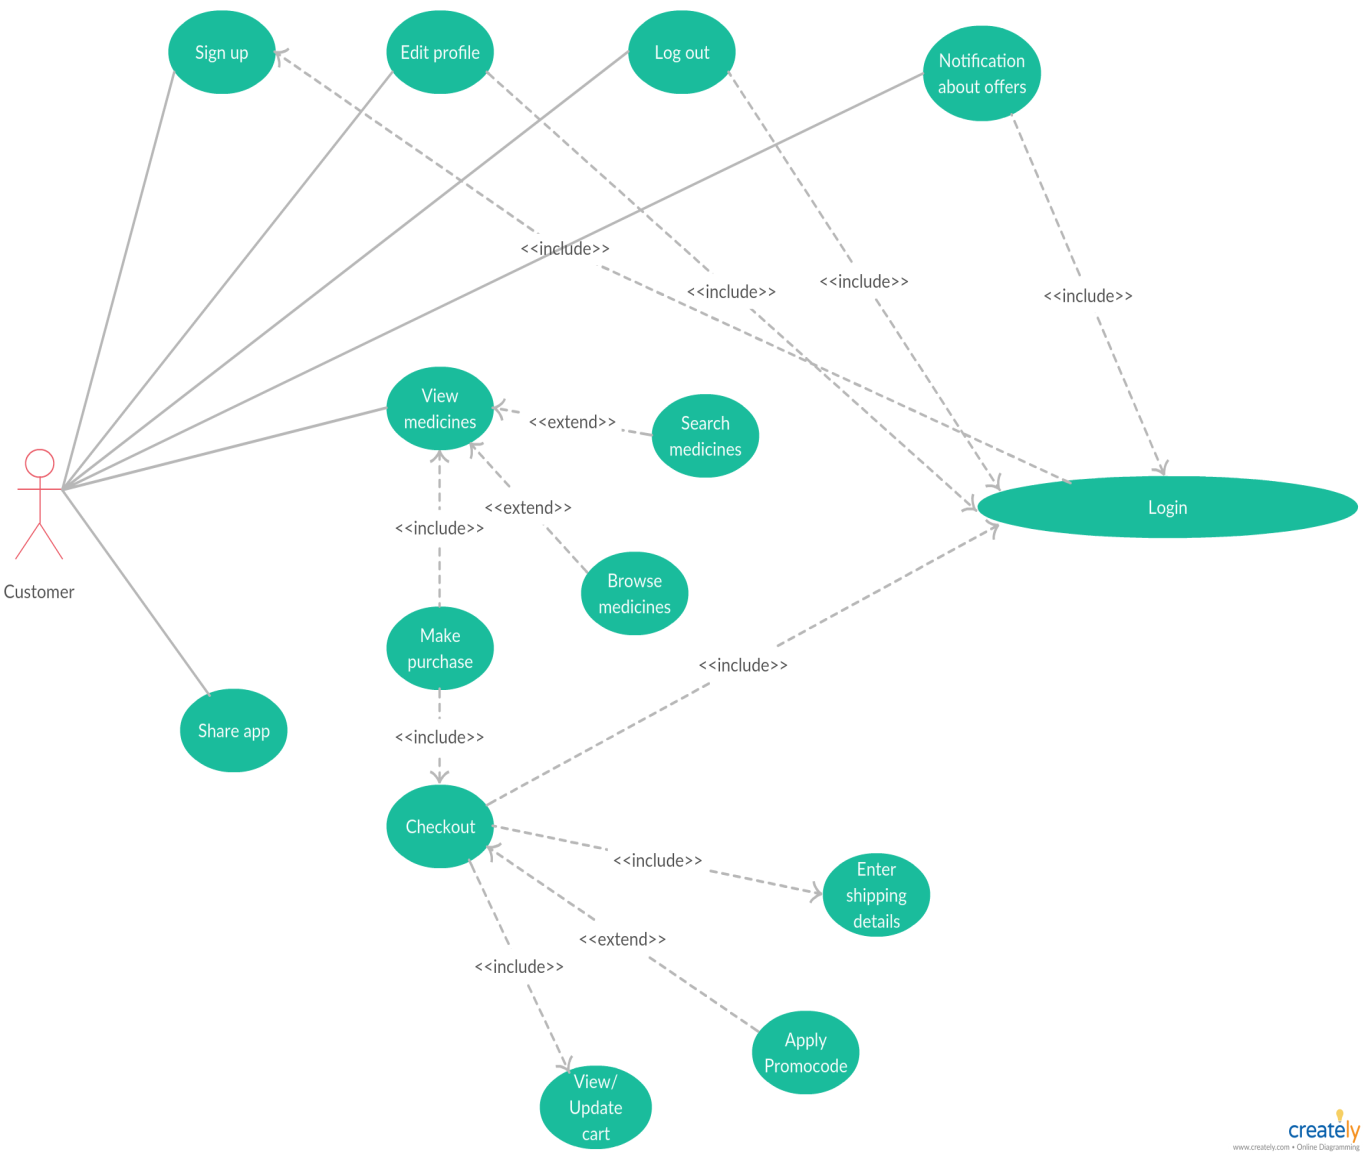 Sign up
Edit profile
Log out
Notification
about offers
<<include>>
<<include>>
<<include>>
<<include>>
View
medicines
<<extend>>
Search
medicines
<<extend>>
<<include>>
Login
Customer
Browse
medicines
Make
purchase
<<include>>
Share app
<<include>>
Checkout
<<include>>
Enter
shipping
details
<<extend>>
<<include>>
Apply
Promocode
View/
Update
cart
creately
www.creately.com • Online Diagramming